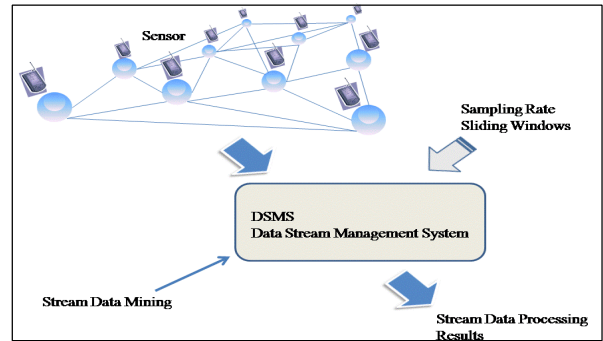 Sensor
Sampling Rate
Sliding Windows
DSMS
Data Stream Management System
Stream Data Mining
Stream Data Processing
Results